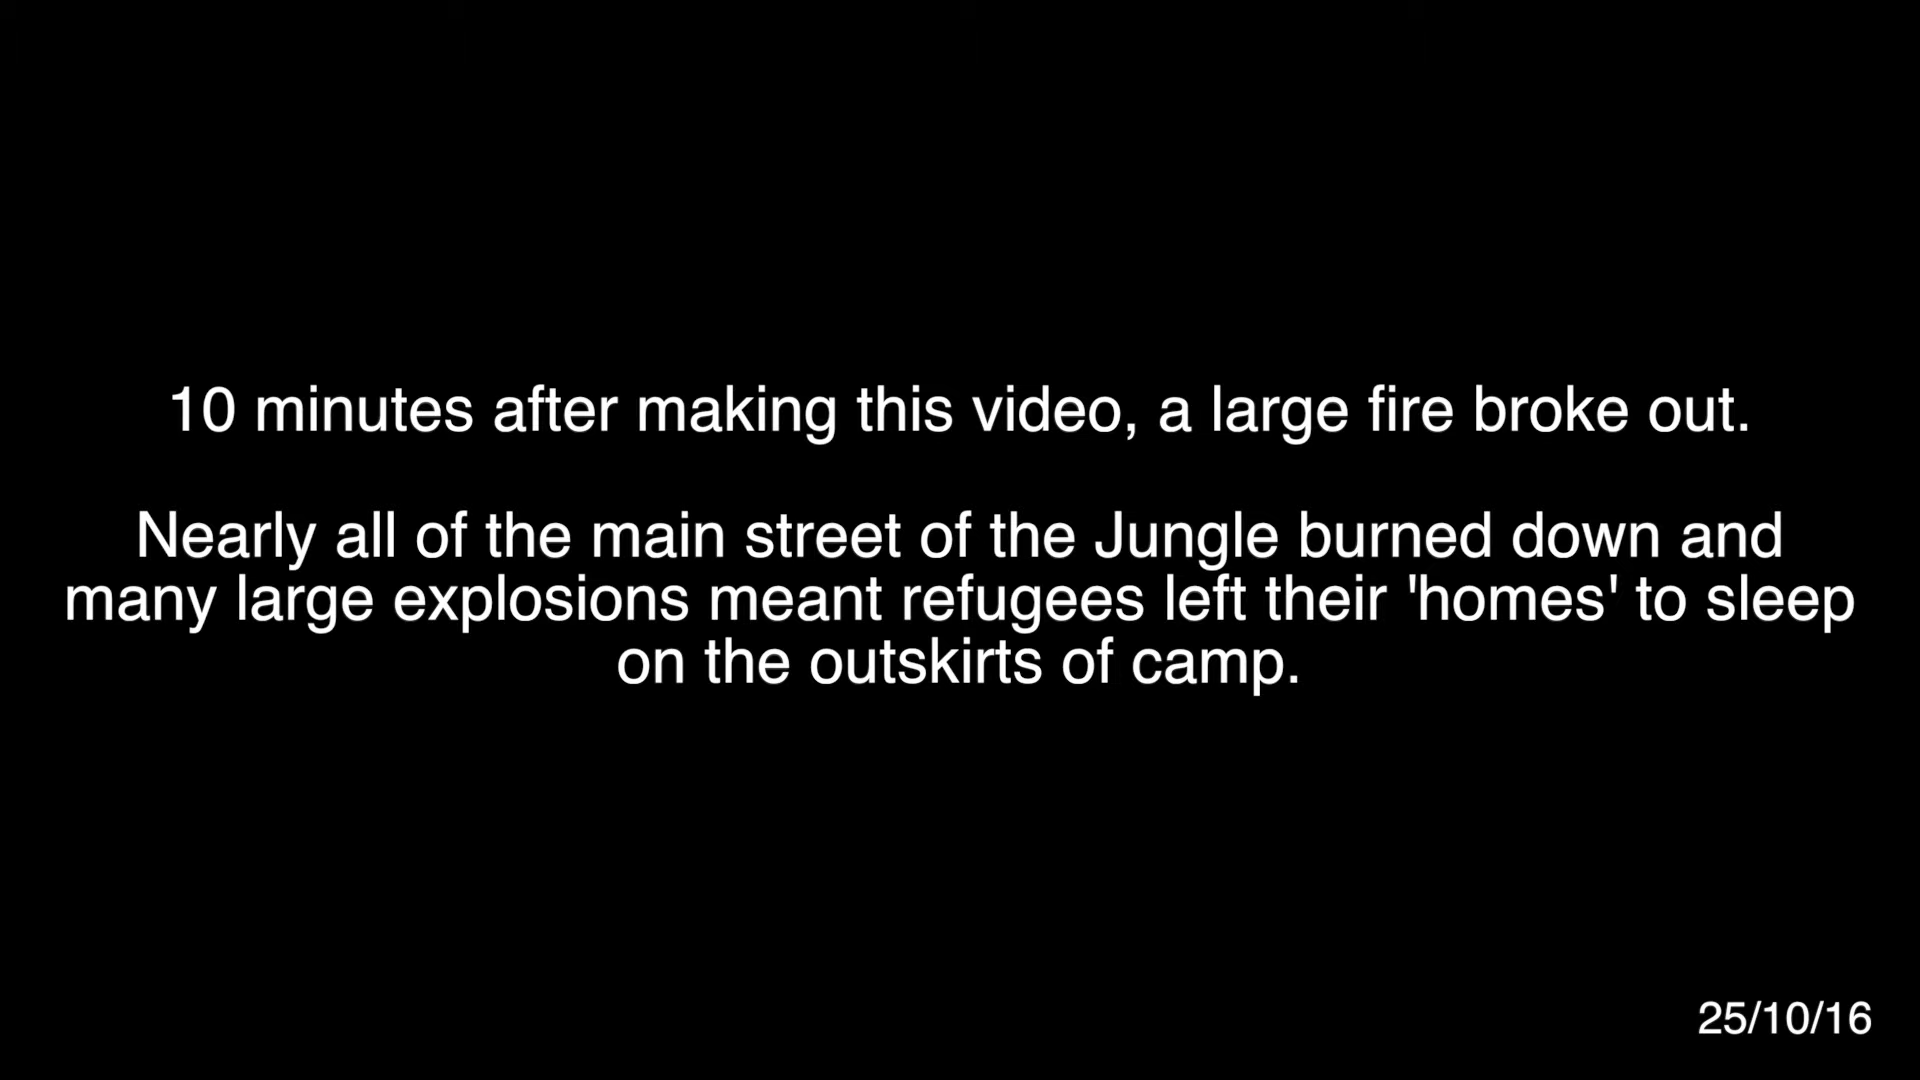 10 minutes after making this video, a large fire broke out.
Nearly all of the main street of the Jungle burned down and
many large explosions meant refugees left their 'homes' to sleep
on the outskirts of camp.
25/10/16